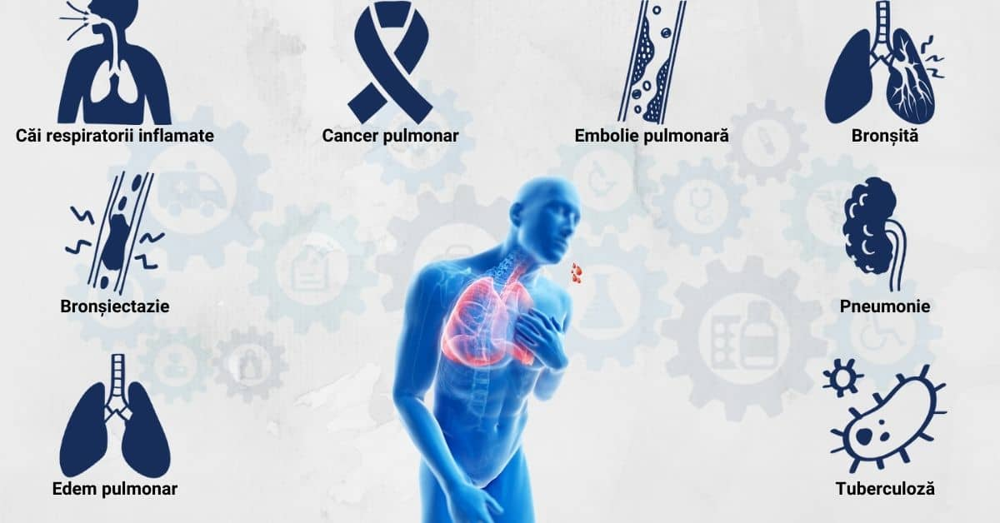 Căi respiratorii inflamate
Cancer pulmonar
Embolie pulmonară
Bronșită
Bronșiectazie
Pneumonie
Edem pulmonar
Tuberculoză